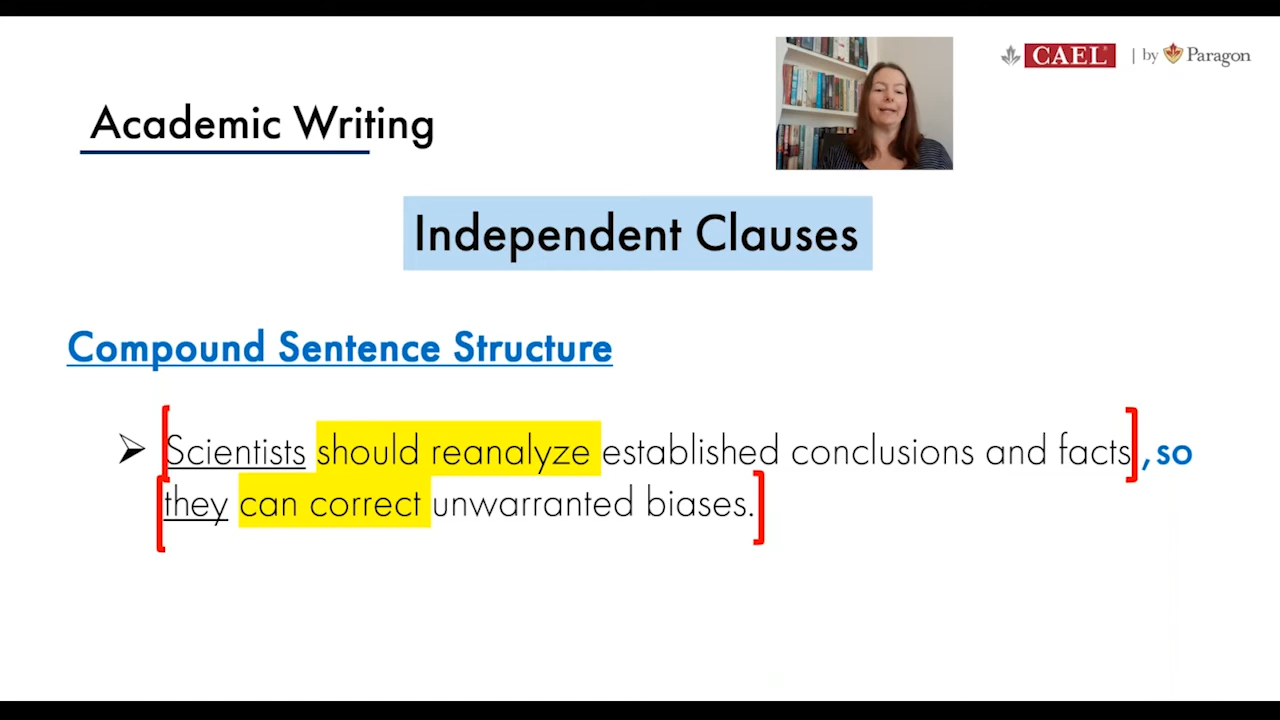 CAEL | by Paragon
Academic Writing
Independent Clauses
Compound Sentence Structure
Scientists should reanalyze established conclusions and facts, so
they can correct unwarranted biases.